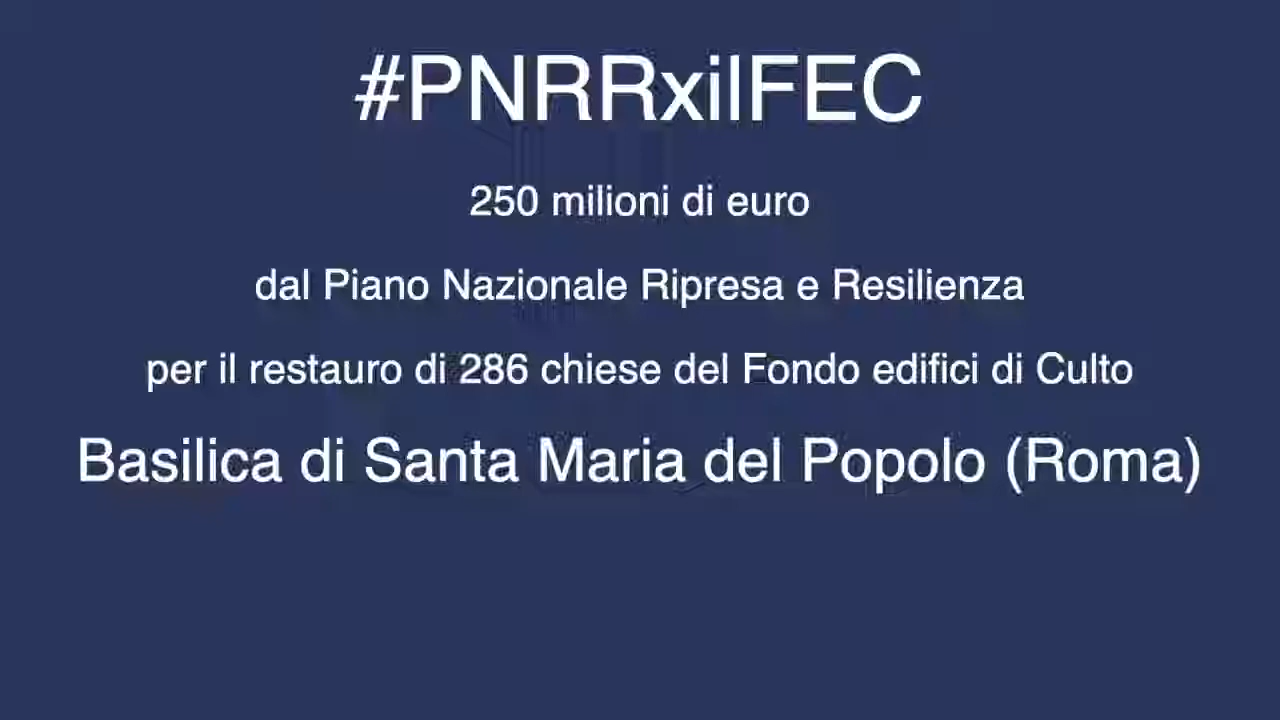 #PNRRxilFEC
250 milioni di euro
dal Piano Nazionale Ripresa e Resilienza
per il restauro di 286 chiese del Fondo edifici di Culto
Basilica di Santa Maria del Popolo (Roma)